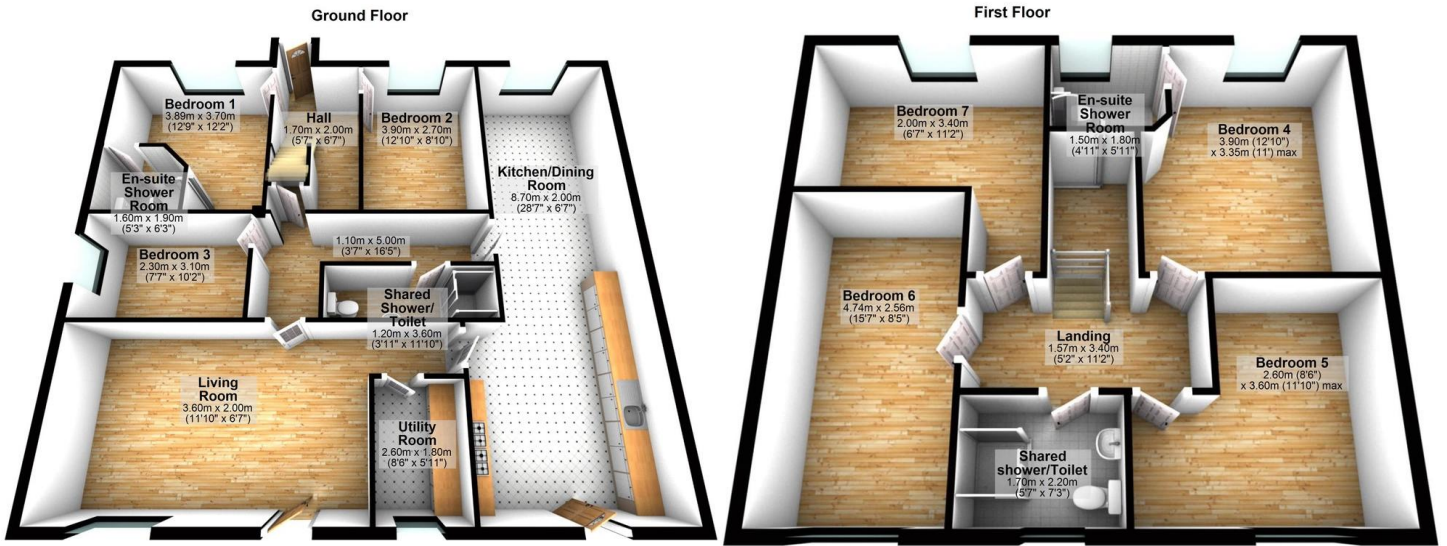 Ground Floor
Bedroom 1
3.89m x 3.70m
(12'9" x 12'2")
Hall
1.70m x 2.00m
(5'7" x 6'7")
Bedroom 2
3.90m x 2.70m
(12'10" x 8'10")
Kitchen/Dining
Room
8.70m x 2.00m
(28'7" x 6'7")
En-suite
Shower
Room
1.60m x 1.90m
(5'3" x 6'3")
Bedroom 3
2.30m x 3.10m
(7'7" x 10'2")
1.10m x 5.00m
(3'7" x 16'5")
Shared
Shower/
Toilet
1.20m x 3.60m
(3'11" x 11'10")
Living
Room
3.60m x 2.00m
(11'10" x 6'7")
Utility
Room
2.60m x 1.80m
(8'6" x 5'11")
First Floor
Bedroom 7
2.00m x 3.40m
(6'7" x 11'2")
En-suite
Shower
Room
1.50m x 1.80m
(4'11" x 5'11")
Bedroom 4
3.90m (12'10")
x 3.35m (11') max
Bedroom 6
4.74m x 2.56m
(15'7" x 8'5")
Landing
1.57m x 3.40m
(5'2" x 11'2")
Bedroom 5
2.60m (8'6")
x 3.60m (11'10") max
Shared
shower/Toilet
1.70m x 2.20m
(5'7" x 7'3")